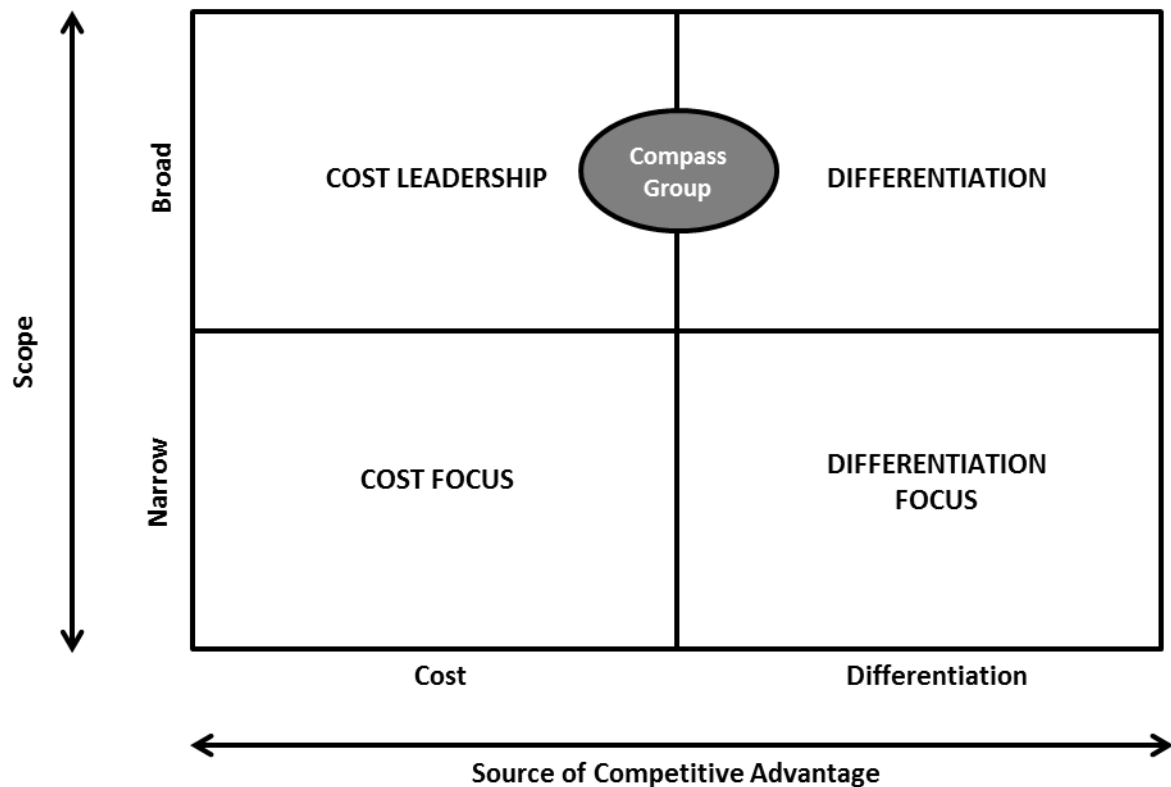 Scope
Broad
Narrow
COST LEADERSHIP
Compass
Group
DIFFERENTIATION
COST FOCUS
DIFFERENTIATION
FOCUS
Cost
Differentiation
Source of Competitive Advantage